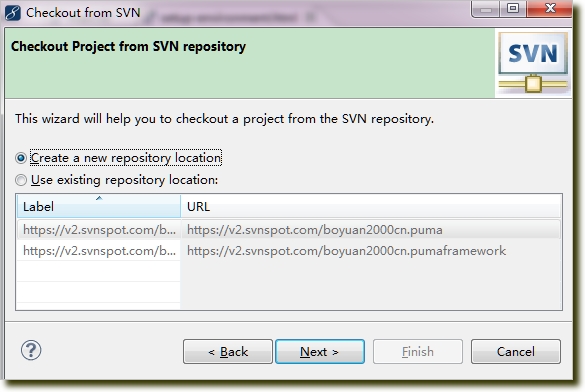 Checkout from SVN
Checkout Project from SVN repository
SVN
This wizard will help you to checkout a project from the SVN repository.
Create a new repository location
Use existing repository location:
Label URL
https://v2.svnspot.com/b... https://v2.svnspot.com/boyuan2000cn.puma
https://v2.svnspot.com/b... https://v2.svnspot.com/boyuan2000cn.pumaframework
?
< Back Next > Finish Cancel